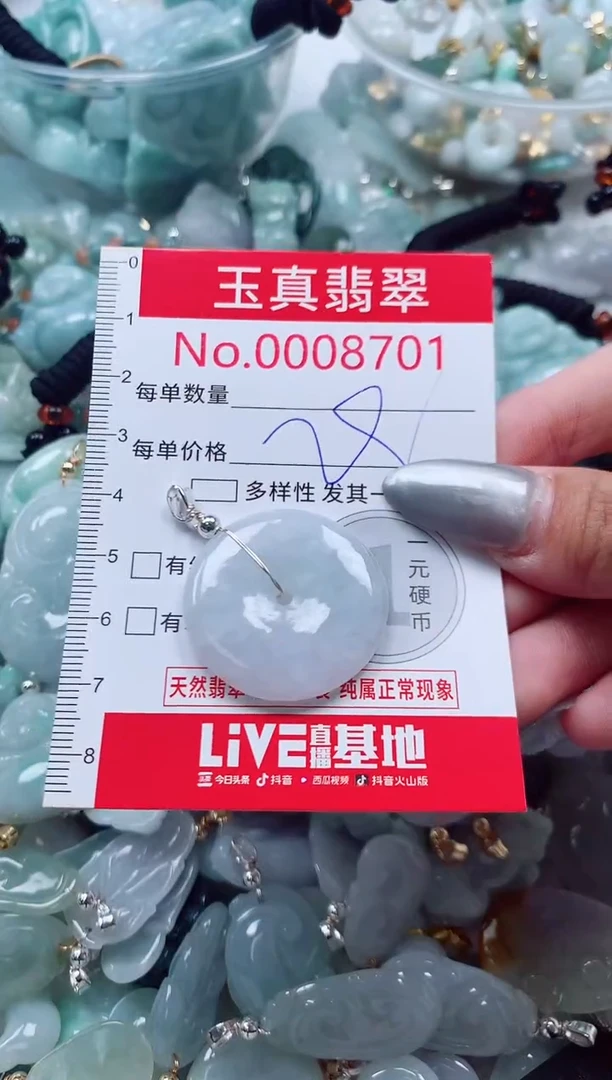 0
玉真翡翠
1
No.0008701
2
每单数量
3
每单价格
4
多样性 发其一
一元硬币
5
有
6
有
7
天然翡翠 纯属正常现象
LiVE直播基地
8
今日头条 抖音 西瓜视频 抖音火山版